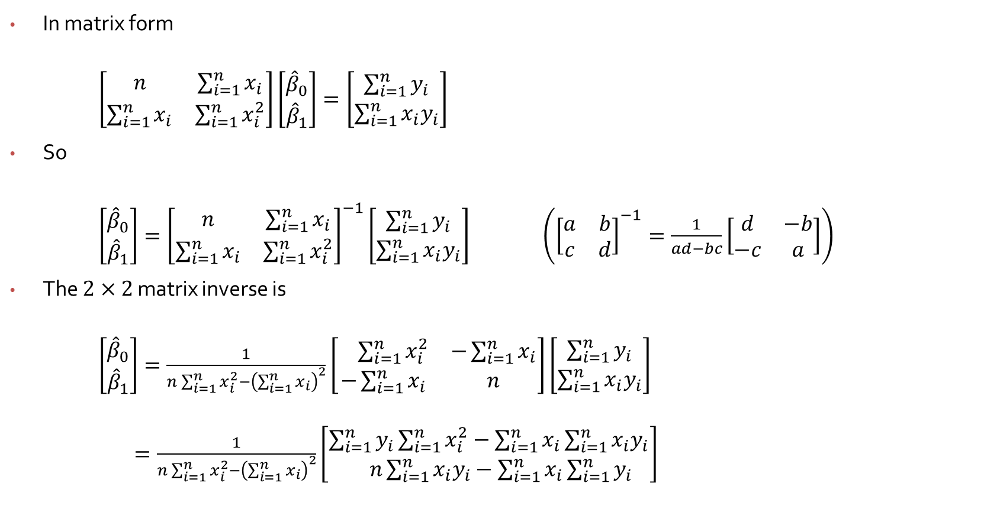 • In matrix form
\begin{bmatrix} n & \sum_{i=1}^{n} x_i \\ \sum_{i=1}^{n} x_i & \sum_{i=1}^{n} x_i^2 \end{bmatrix} \begin{bmatrix} \hat{\beta}_0 \\ \hat{\beta}_1 \end{bmatrix} = \begin{bmatrix} \sum_{i=1}^{n} y_i \\ \sum_{i=1}^{n} x_i y_i \end{bmatrix}
• So
\begin{bmatrix} \hat{\beta}_0 \\ \hat{\beta}_1 \end{bmatrix} = \begin{bmatrix} n & \sum_{i=1}^{n} x_i \\ \sum_{i=1}^{n} x_i & \sum_{i=1}^{n} x_i^2 \end{bmatrix}^{-1} \begin{bmatrix} \sum_{i=1}^{n} y_i \\ \sum_{i=1}^{n} x_i y_i \end{bmatrix} \left( \begin{bmatrix} a & b \\ c & d \end{bmatrix}^{-1} = \frac{1}{ad-bc} \begin{bmatrix} d & -b \\ -c & a \end{bmatrix} \right)
• The 2 × 2 matrix inverse is
\begin{bmatrix} \hat{\beta}_0 \\ \hat{\beta}_1 \end{bmatrix} = \frac{1}{n \sum_{i=1}^{n} x_i^2 - (\sum_{i=1}^{n} x_i)^2} \begin{bmatrix} \sum_{i=1}^{n} x_i^2 & -\sum_{i=1}^{n} x_i \\ -\sum_{i=1}^{n} x_i & n \end{bmatrix} \begin{bmatrix} \sum_{i=1}^{n} y_i \\ \sum_{i=1}^{n} x_i y_i \end{bmatrix}
= \frac{1}{n \sum_{i=1}^{n} x_i^2 - (\sum_{i=1}^{n} x_i)^2} \begin{bmatrix} \sum_{i=1}^{n} y_i \sum_{i=1}^{n} x_i^2 - \sum_{i=1}^{n} x_i \sum_{i=1}^{n} x_i y_i \\ n \sum_{i=1}^{n} x_i y_i - \sum_{i=1}^{n} x_i \sum_{i=1}^{n} y_i \end{bmatrix}